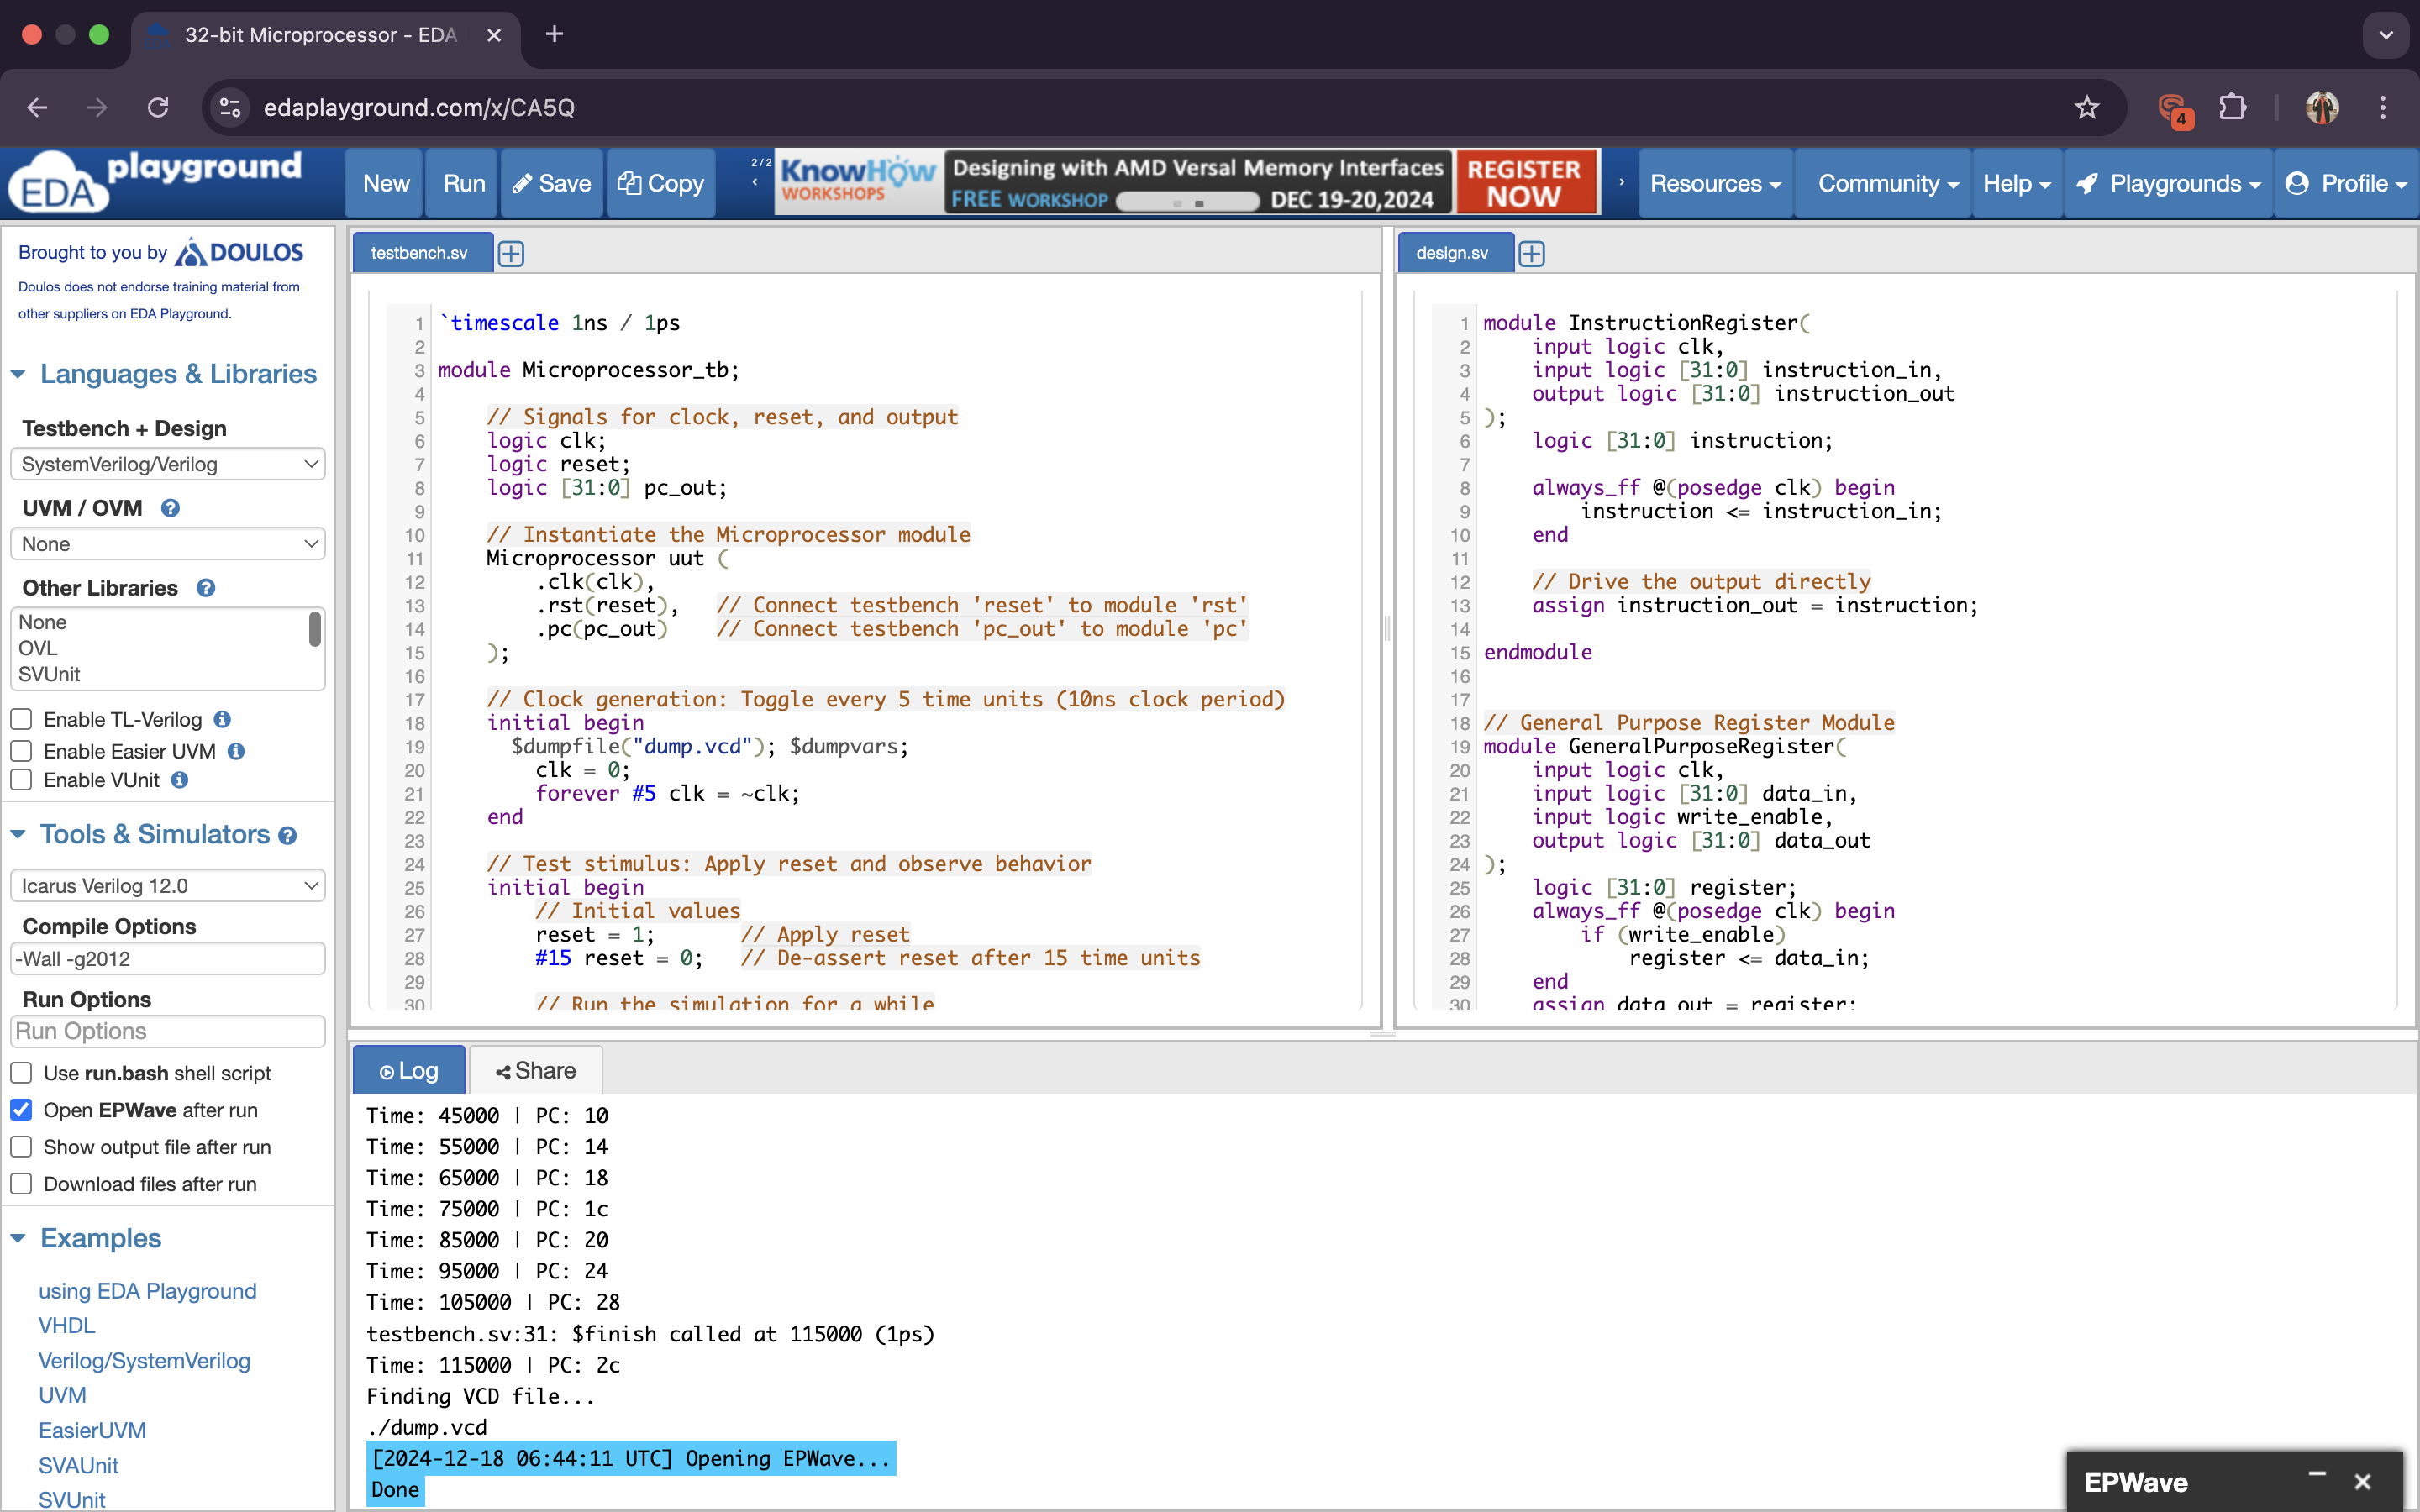 32-bit Microprocessor - EDA
edaplayground.com/x/CA5Q
4
EDA playground
New
Run
Save
Copy
2/2
KnowHow WORKSHOPS
Designing with AMD Versal Memory Interfaces
FREE WORKSHOP DEC 19-20,2024
REGISTER NOW
Resources
Community
Help
Playgrounds
Profile
Brought to you by DOULOS
Doulos does not endorse training material from
other suppliers on EDA Playground.
Languages & Libraries
Testbench + Design
SystemVerilog/Verilog
UVM / OVM ?
None
Other Libraries ?
None
OVL
SVUnit
Enable TL-Verilog
Enable Easier UVM
Enable VUnit
Tools & Simulators ?
Icarus Verilog 12.0
Compile Options
-Wall -g2012
Run Options
Run Options
Use run.bash shell script
Open EPWave after run
Show output file after run
Download files after run
Examples
using EDA Playground
VHDL
Verilog/SystemVerilog
UVM
EasierUVM
SVAUnit
SVUnit
testbench.sv
1 `timescale 1ns / 1ps
2
3 module Microprocessor_tb;
4
5 // Signals for clock, reset, and output
6 logic clk;
7 logic reset;
8 logic [31:0] pc_out;
9
10 // Instantiate the Microprocessor module
11 Microprocessor uut (
12 .clk(clk),
13 .rst(reset), // Connect testbench 'reset' to module 'rst'
14 .pc(pc_out) // Connect testbench 'pc_out' to module 'pc'
15 );
16
17 // Clock generation: Toggle every 5 time units (10ns clock period)
18 initial begin
19 $dumpfile("dump.vcd"); $dumpvars;
20 clk = 0;
21 forever #5 clk = ~clk;
22 end
23
24 // Test stimulus: Apply reset and observe behavior
25 initial begin
26 // Initial values
27 reset = 1; // Apply reset
28 #15 reset = 0; // De-assert reset after 15 time units
29
30 // Run the simulation for a while
design.sv
1 module InstructionRegister(
2 input logic clk,
3 input logic [31:0] instruction_in,
4 output logic [31:0] instruction_out
5 );
6 logic [31:0] instruction;
7
8 always_ff @(posedge clk) begin
9 instruction <= instruction_in;
10 end
11
12 // Drive the output directly
13 assign instruction_out = instruction;
14
15 endmodule
16
17
18 // General Purpose Register Module
19 module GeneralPurposeRegister(
20 input logic clk,
21 input logic [31:0] data_in,
22 input logic write_enable,
23 output logic [31:0] data_out
24 );
25 logic [31:0] register;
26 always_ff @(posedge clk) begin
27 if (write_enable)
28 register <= data_in;
29 end
30 assign data_out = register;
Log
Share
Time: 45000 | PC: 10
Time: 55000 | PC: 14
Time: 65000 | PC: 18
Time: 75000 | PC: 1c
Time: 85000 | PC: 20
Time: 95000 | PC: 24
Time: 105000 | PC: 28
testbench.sv:31: $finish called at 115000 (1ps)
Time: 115000 | PC: 2c
Finding VCD file...
./dump.vcd
[2024-12-18 06:44:11 UTC] Opening EPWave...
Done
EPWave